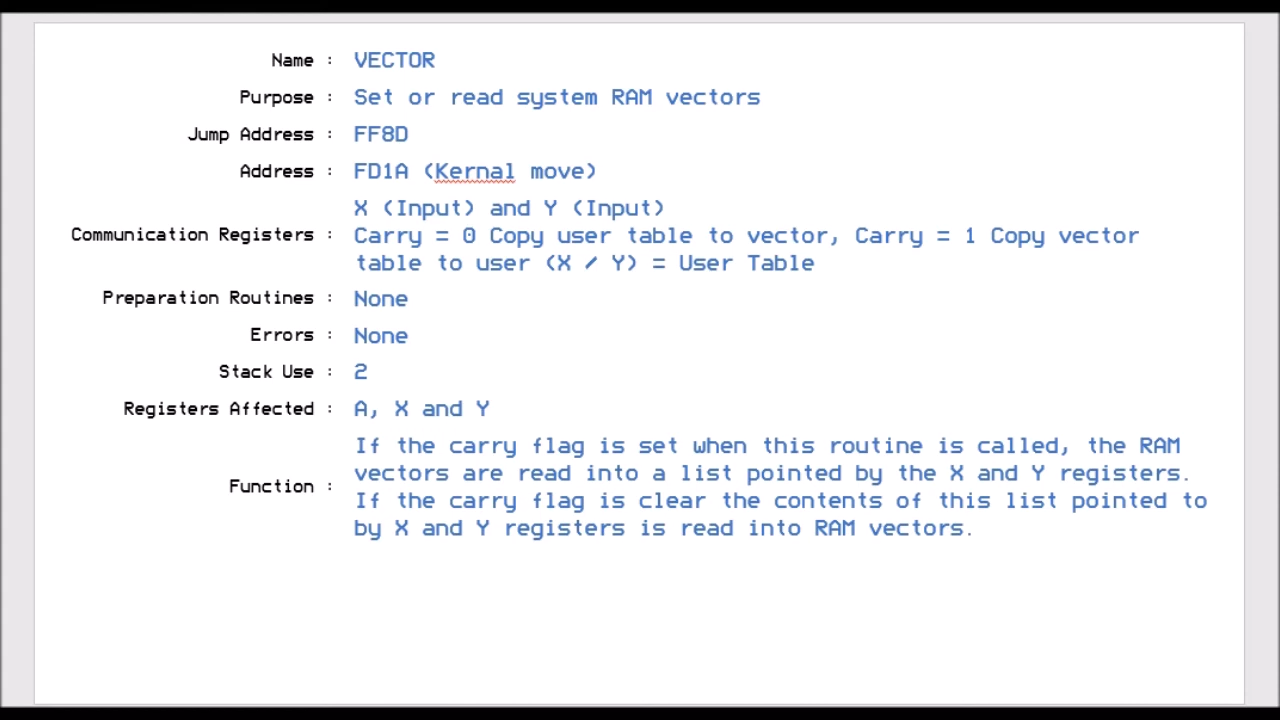 Name : VECTOR
Purpose : Set or read system RAM vectors
Jump Address : FF8D
Address : FD1A (Kernal move)
X (Input) and Y (Input)
Communication Registers : Carry = 0 Copy user table to vector, Carry = 1 Copy vector
table to user (X / Y) = User Table
Preparation Routines : None
Errors : None
Stack Use : 2
Registers Affected : A, X and Y
If the carry flag is set when this routine is called, the RAM
vectors are read into a list pointed by the X and Y registers.
Function : If the carry flag is clear the contents of this list pointed to
by X and Y registers is read into RAM vectors.